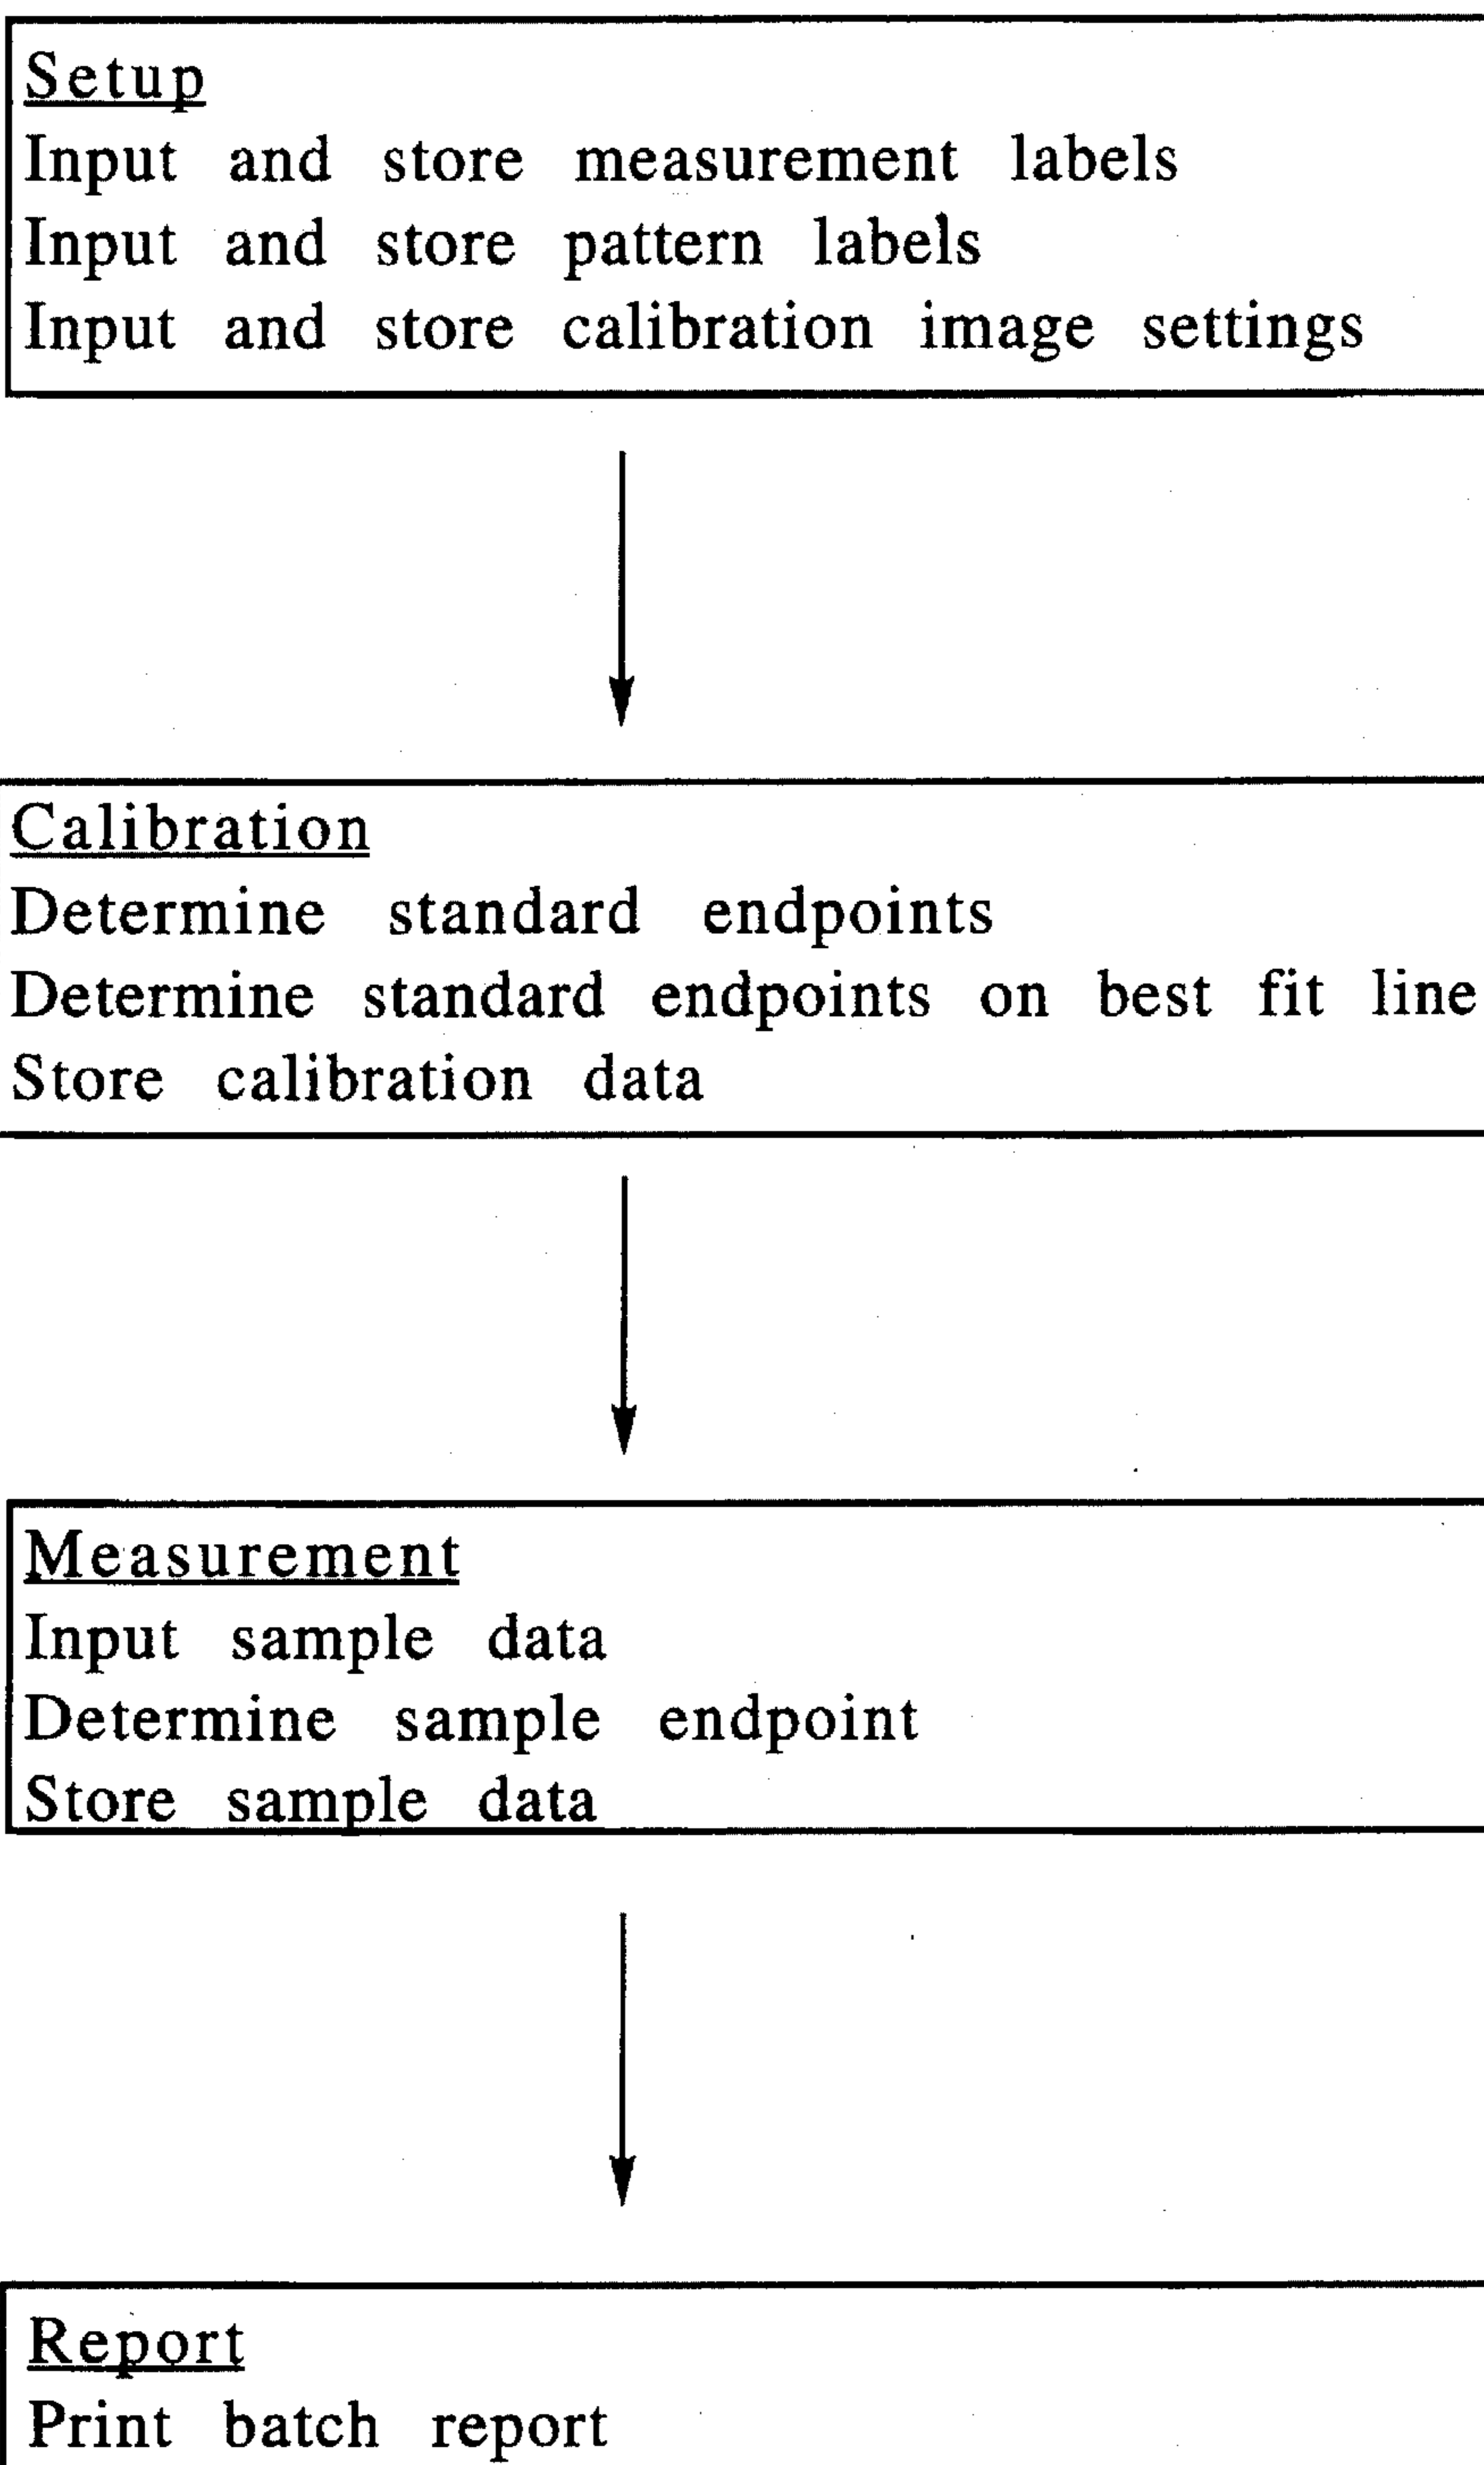 Setup
Input and store measurement labels
Input and store pattern labels
Input and store calibration image settings
Calibration
Determine standard endpoints
Determine standard endpoints on best fit line
Store calibration data
Measurement
Input sample data
Determine sample endpoint
Store sample data
Report
Print batch report